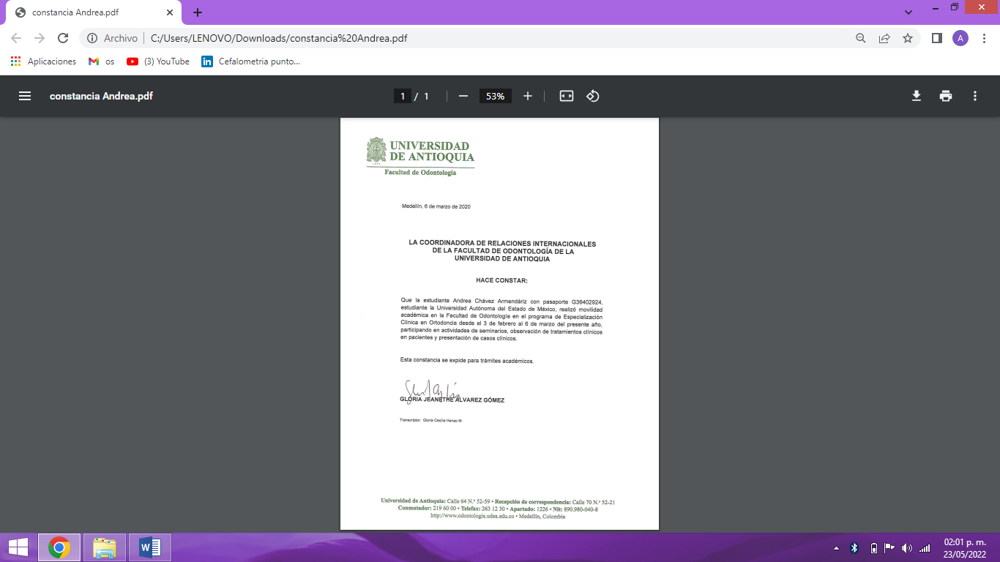 constancia Andrea.pdf
Archivo C:/Users/LENOVO/Downloads/constancia%20Andrea.pdf
A
Aplicaciones os (3) YouTube Cefalometria punto...
constancia Andrea.pdf 1 / 1 53%
UNIVERSIDAD
DE ANTIOQUIA
1803
Facultad de Odontología
Medellín, 6 de marzo de 2020
LA COORDINADORA DE RELACIONES INTERNACIONALES
DE LA FACULTAD DE ODONTOLOGÍA DE LA
UNIVERSIDAD DE ANTIOQUIA
HACE CONSTAR:
Que la estudiante Andrea Chávez Armendáriz con pasaporte G36402924,
estudiante la Universidad Autónoma del Estado de México, realizó movilidad
académica en la Facultad de Odontología en el programa de Especialización
Clínica en Ortodoncia desde el 3 de febrero al 6 de marzo del presente año,
participando en actividades de seminarios, observación de tratamientos clínicos
en pacientes y presentación de casos clínicos.
Esta constancia se expide para trámites académicos.
GLORIA JEANETHE ALVAREZ GÓMEZ
Transcriptor: Gloria Cecilia Henao M.
Universidad de Antioquia: Calle 64 N.° 52-59 • Recepción de correspondencia: Calle 70 N.° 52-21
Conmutador: 219 60 00 • Telefax: 263 12 30 • Apartado: 1226 • Nit: 890.980-040-8
http://www.odontologia.udea.edu.co • Medellín, Colombia
02:01 p. m.
23/05/2022